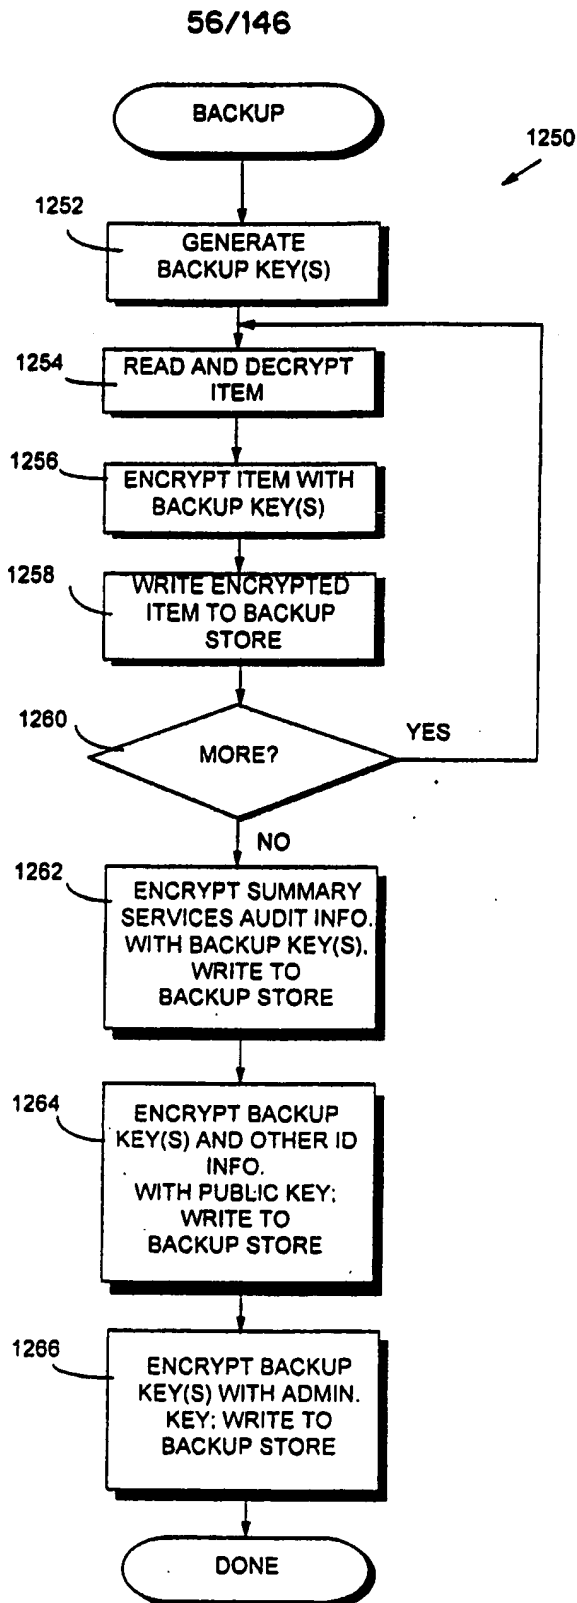 56/146
BACKUP
1250
1252
GENERATE
BACKUP KEY(S)
1254
READ AND DECRYPT
ITEM
1256
ENCRYPT ITEM WITH
BACKUP KEY(S)
1258
WRITE ENCRYPTED
ITEM TO BACKUP
STORE
1260
MORE?
YES
NO
1262
ENCRYPT SUMMARY
SERVICES AUDIT INFO.
WITH BACKUP KEY(S),
WRITE TO
BACKUP STORE
1264
ENCRYPT BACKUP
KEY(S) AND OTHER ID
INFO.
WITH PUBLIC KEY;
WRITE TO
BACKUP STORE
1266
ENCRYPT BACKUP
KEY(S) WITH ADMIN.
KEY; WRITE TO
BACKUP STORE
DONE